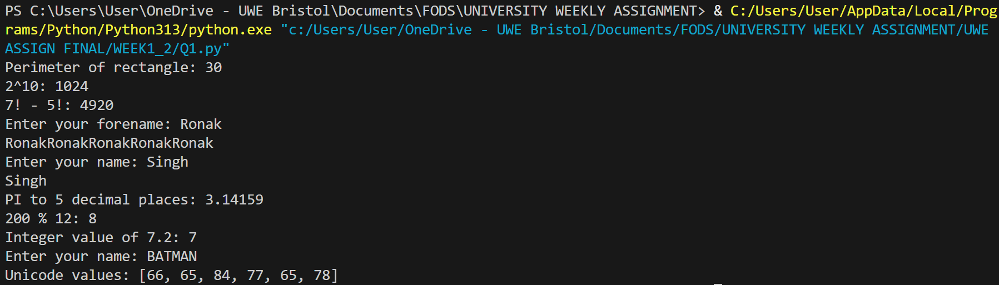 PS C:\Users\User\OneDrive - UWE Bristol\Documents\FODS\UNIVERSITY WEEKLY ASSIGNMENT> & C:/Users/User/AppData/Local/Prog
rams/Python/Python313/python.exe "c:/Users/User/OneDrive - UWE Bristol/Documents/FODS/UNIVERSITY WEEKLY ASSIGNMENT/UWE
ASSIGN FINAL/WEEK1_2/Q1.py"
Perimeter of rectangle: 30
2^10: 1024
7! - 5!: 4920
Enter your forename: Ronak
RonakRonakRonakRonakRonak
Enter your name: Singh
Singh
PI to 5 decimal places: 3.14159
200 % 12: 8
Integer value of 7.2: 7
Enter your name: BATMAN
Unicode values: [66, 65, 84, 77, 65, 78]